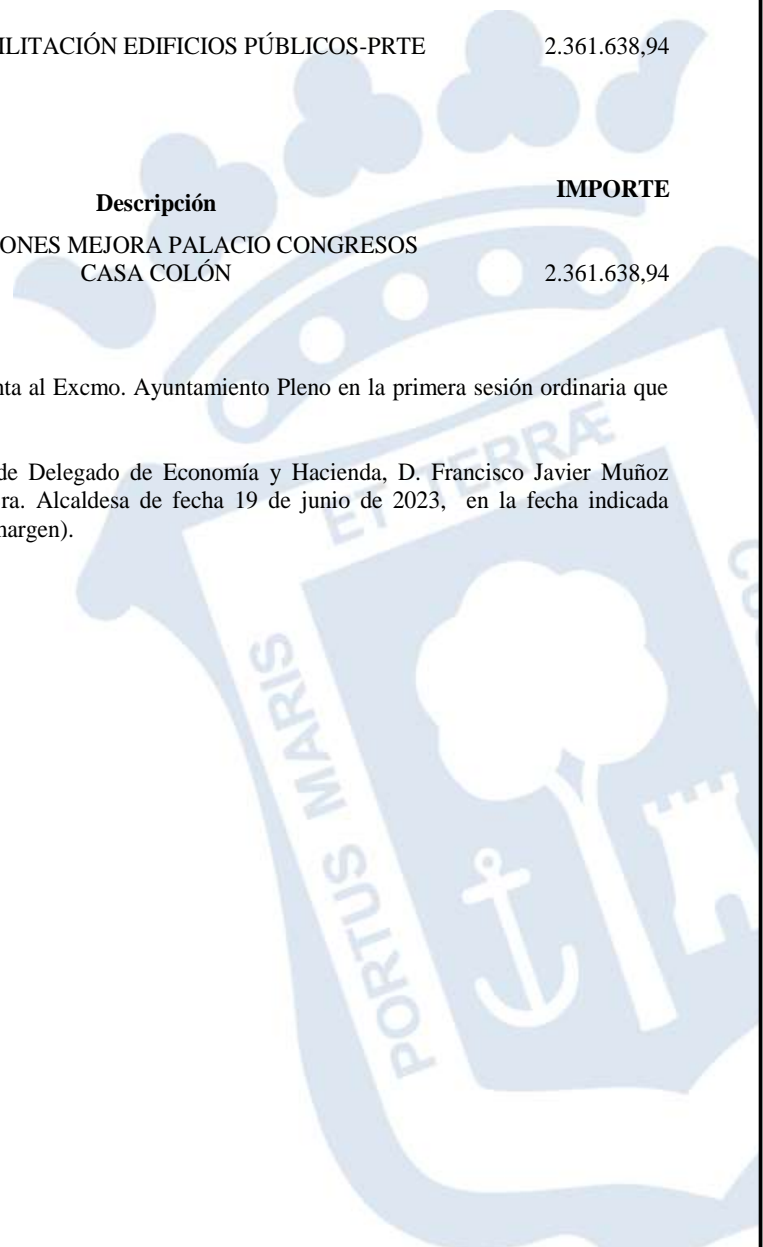 ILITACIÓN EDIFICIOS PÚBLICOS-PRTE 2.361.638,94
Descripción IMPORTE
ONES MEJORA PALACIO CONGRESOS
CASA COLÓN 2.361.638,94
nta al Excmo. Ayuntamiento Pleno en la primera sesión ordinaria que
de Delegado de Economía y Hacienda, D. Francisco Javier Muñoz
ra. Alcaldesa de fecha 19 de junio de 2023, en la fecha indicada
margen).
PORTUS MARIS ET TERRÆ